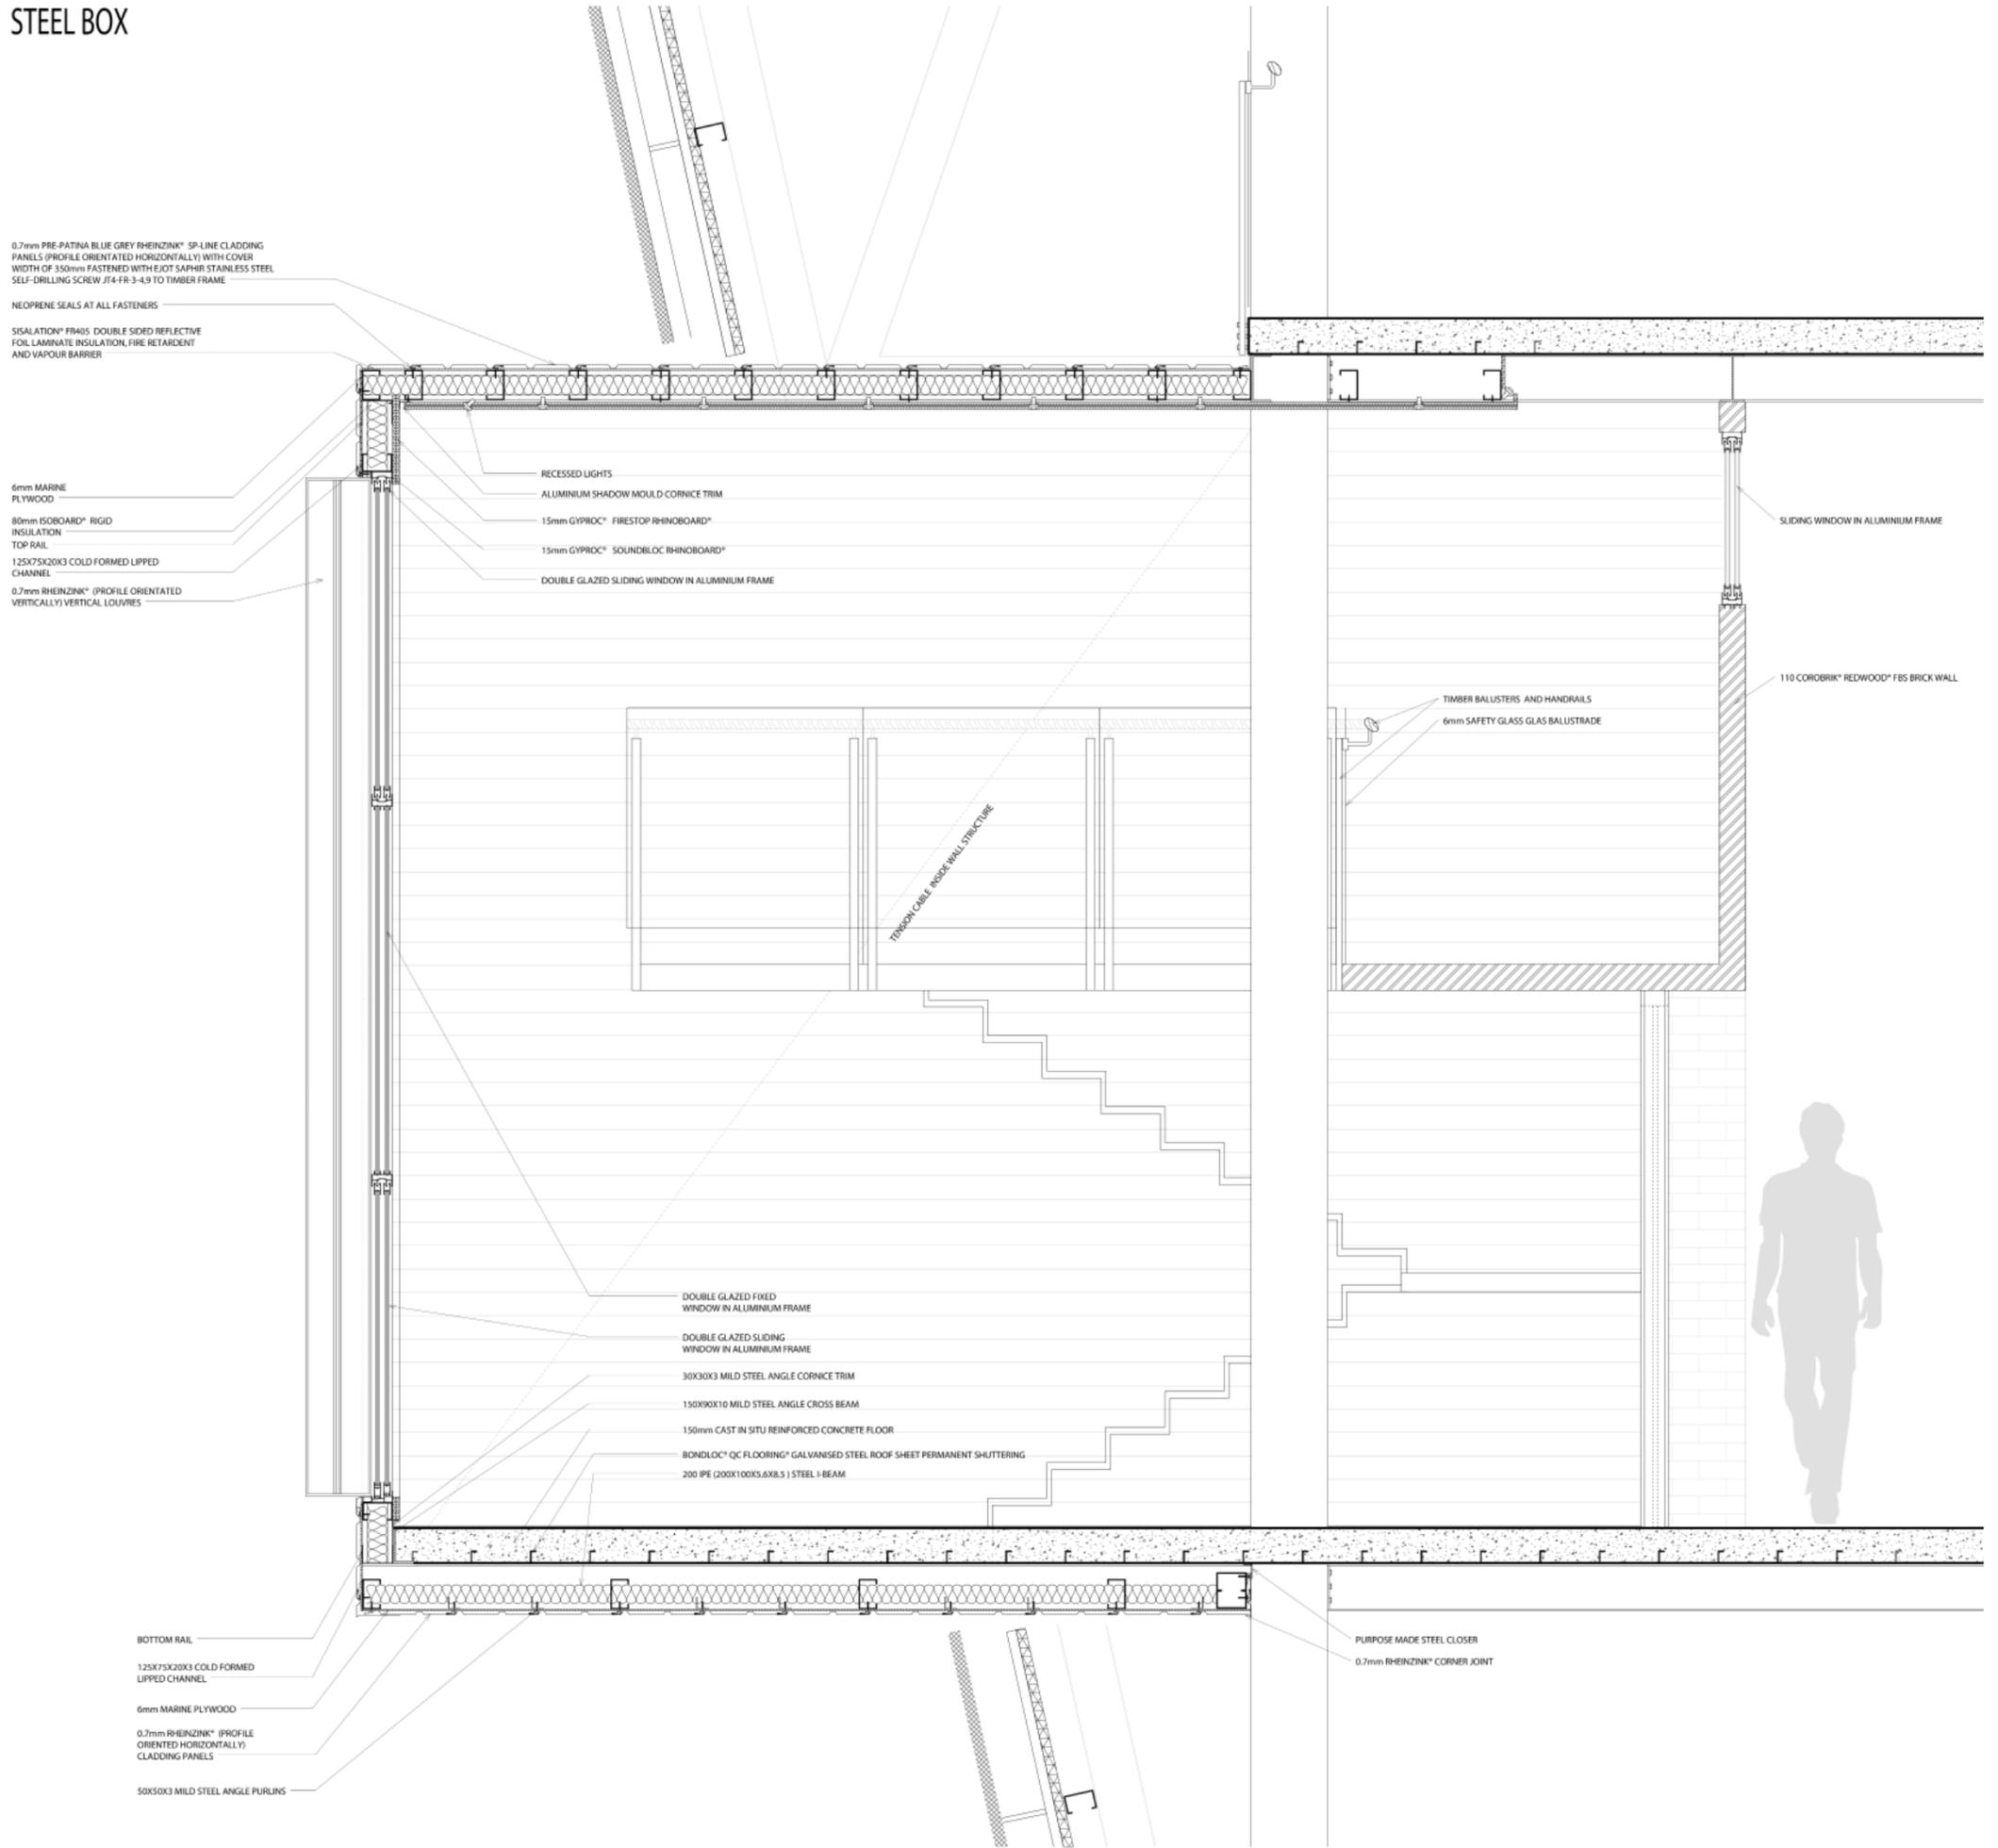 STEEL BOX
0.7mm PRE-PATINA BLUE GREY RHEINZINK® SP-LINE CLADDING
PANELS (PROFILE ORIENTATED HORIZONTALLY) WITH COVER
WIDTH OF 350mm FASTENED WITH EJOT SAPHIR STAINLESS STEEL
SELF-DRILLING SCREW JT4-FR-3-4,9 TO TIMBER FRAME
NEOPRENE SEALS AT ALL FASTENERS
SISALATION® FR405 DOUBLE SIDED REFLECTIVE
FOIL LAMINATE INSULATION, FIRE RETARDENT
AND VAPOUR BARRIER
6mm MARINE
PLYWOOD
80mm ISOBOARD® RIGID
INSULATION
TOP RAIL
125X75X20X3 COLD FORMED LIPPED
CHANNEL
0.7mm RHEINZINK® (PROFILE ORIENTATED
VERTICALLY) VERTICAL LOUVRES
RECESSED LIGHTS
ALUMINIUM SHADOW MOULD CORNICE TRIM
15mm GYPROC® FIRESTOP RHINOBOARD®
15mm GYPROC® SOUNDBLOC RHINOBOARD®
DOUBLE GLAZED SLIDING WINDOW IN ALUMINIUM FRAME
SLIDING WINDOW IN ALUMINIUM FRAME
110 COROBRIK® REDWOOD® FBS BRICK WALL
TIMBER BALUSTERS AND HANDRAILS
6mm SAFETY GLASS GLAS BALUSTRADE
TENSION CABLE INSIDE WALL STRUCTURE
DOUBLE GLAZED FIXED
WINDOW IN ALUMINIUM FRAME
DOUBLE GLAZED SLIDING
WINDOW IN ALUMINIUM FRAME
30X30X3 MILD STEEL ANGLE CORNICE TRIM
150X90X10 MILD STEEL ANGLE CROSS BEAM
150mm CAST IN SITU REINFORCED CONCRETE FLOOR
BONDLOC® QC FLOORING® GALVANISED STEEL ROOF SHEET PERMANENT SHUTTERING
200 IPE (200X100X5.6X8.5 ) STEEL I-BEAM
BOTTOM RAIL
125X75X20X3 COLD FORMED
LIPPED CHANNEL
6mm MARINE PLYWOOD
0.7mm RHEINZINK® (PROFILE
ORIENTED HORIZONTALLY)
CLADDING PANELS
50X50X3 MILD STEEL ANGLE PURLINS
PURPOSE MADE STEEL CLOSER
0.7mm RHEINZINK® CORNER JOINT